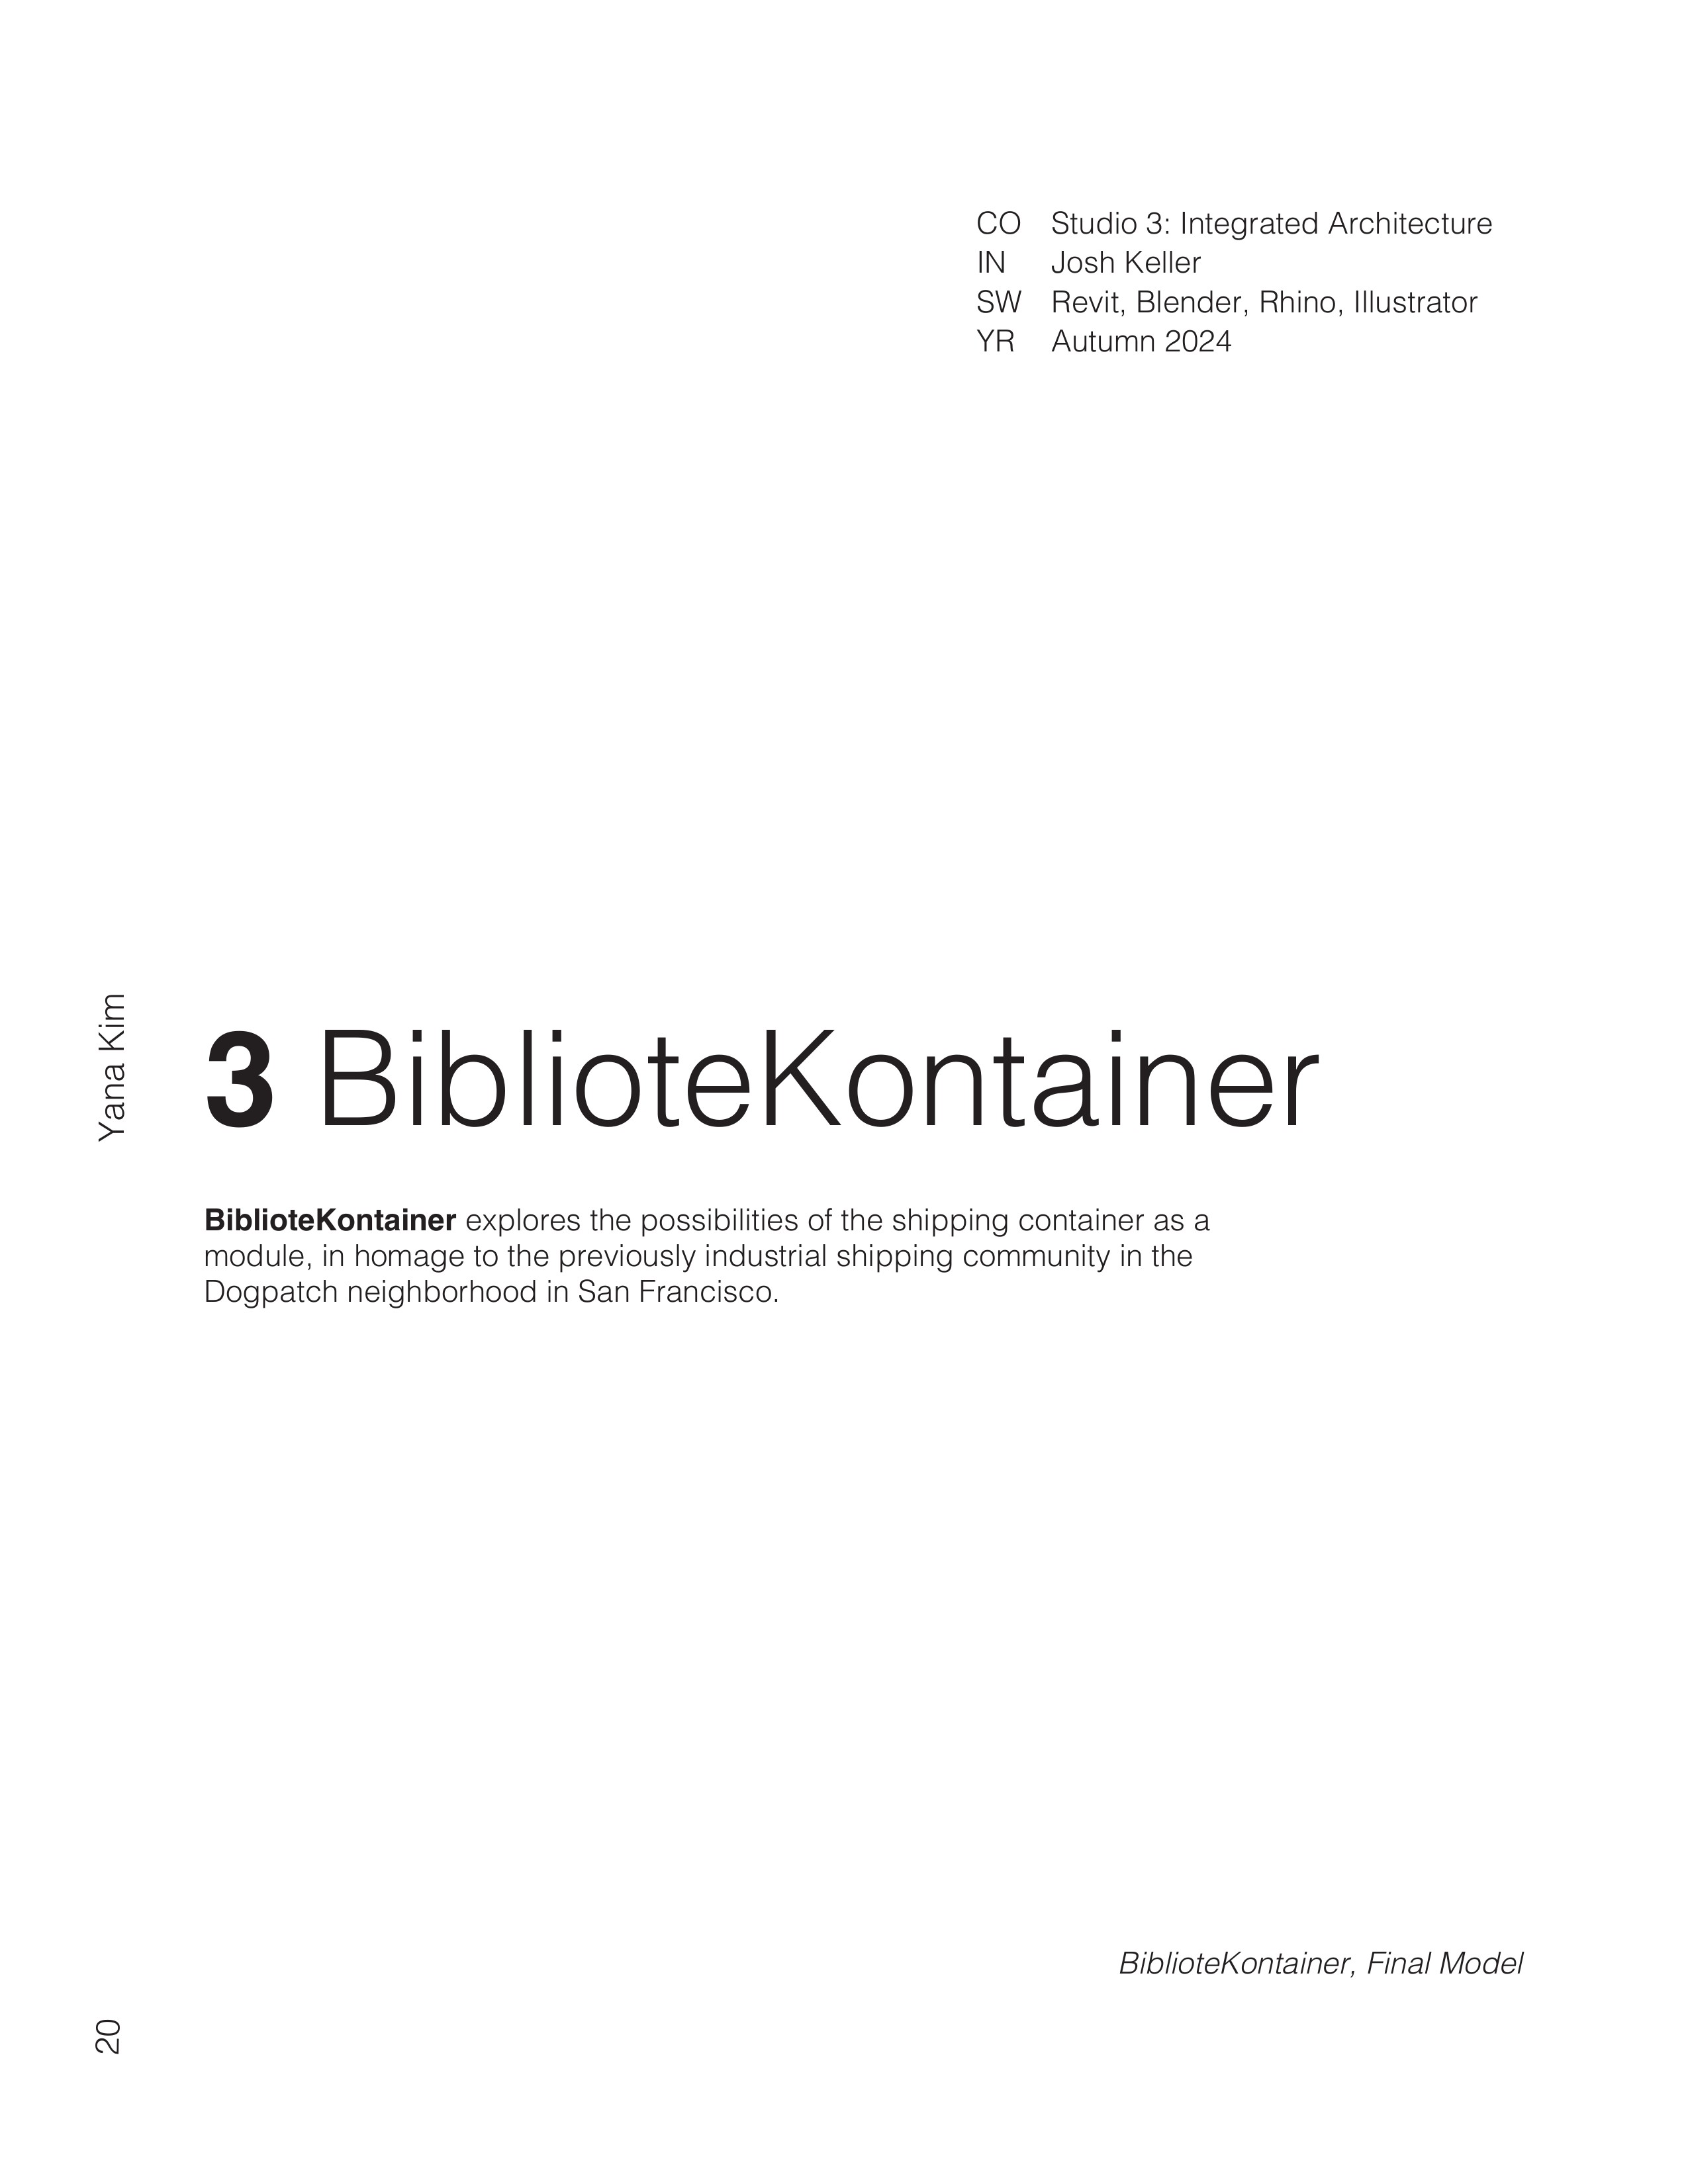 CO Studio 3: Integrated Architecture
IN Josh Keller
SW Revit, Blender, Rhino, Illustrator
YR Autumn 2024
Yana Kim
3 BiblioteKontainer
BiblioteKontainer explores the possibilities of the shipping container as a
module, in homage to the previously industrial shipping community in the
Dogpatch neighborhood in San Francisco.
BiblioteKontainer, Final Model
20